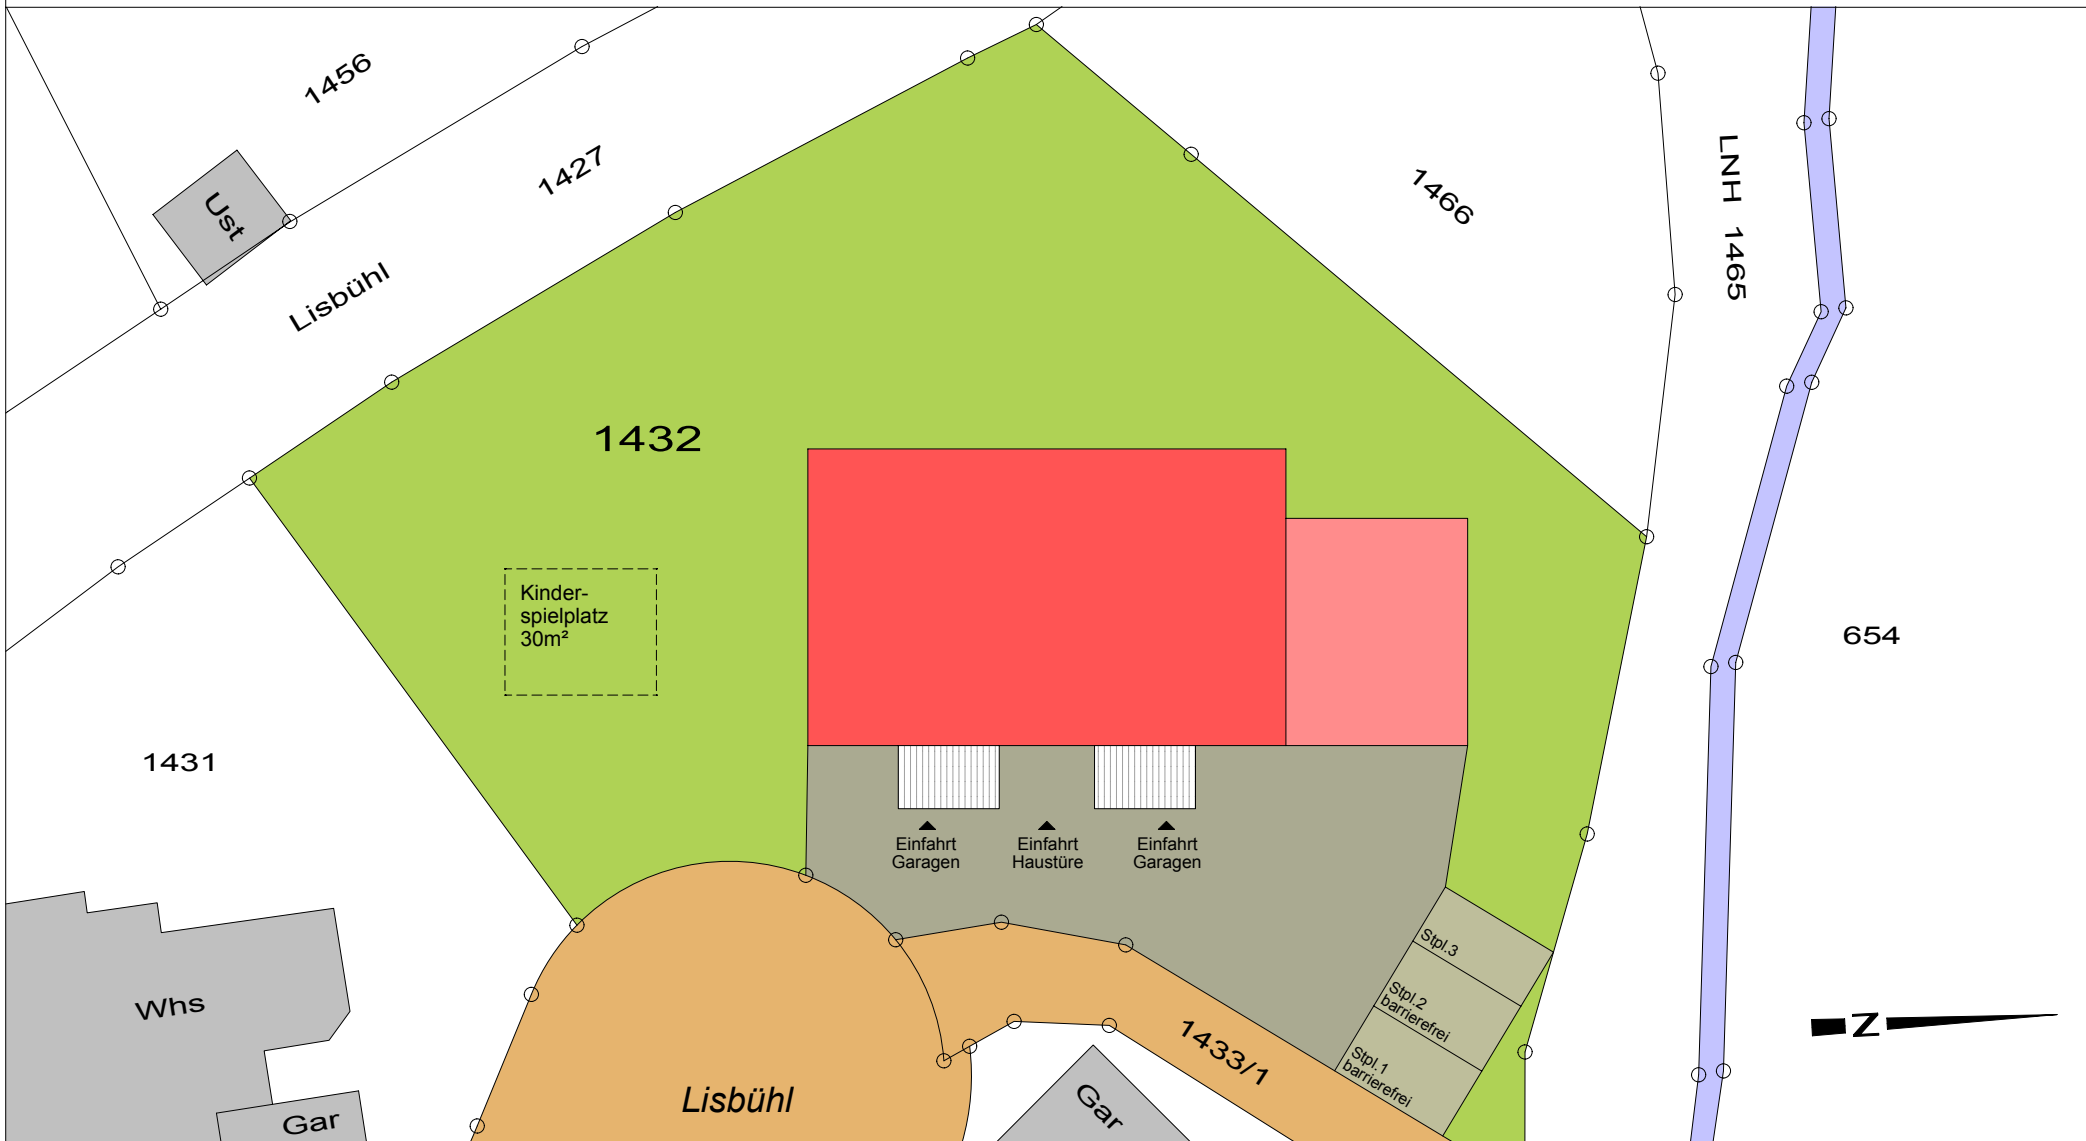 1456
1427
Ust
Lisbühl
1466
LNH 1465
1432
Kinder-
spielplatz
30m²
654
1431
Einfahrt
Garagen
Einfahrt
Haustüre
Einfahrt
Garagen
Stpl.3
Stpl.2
barrierefrei
Stpl.1
barrierefrei
Whs
Gar
Lisbühl
Gar
1433/1
N